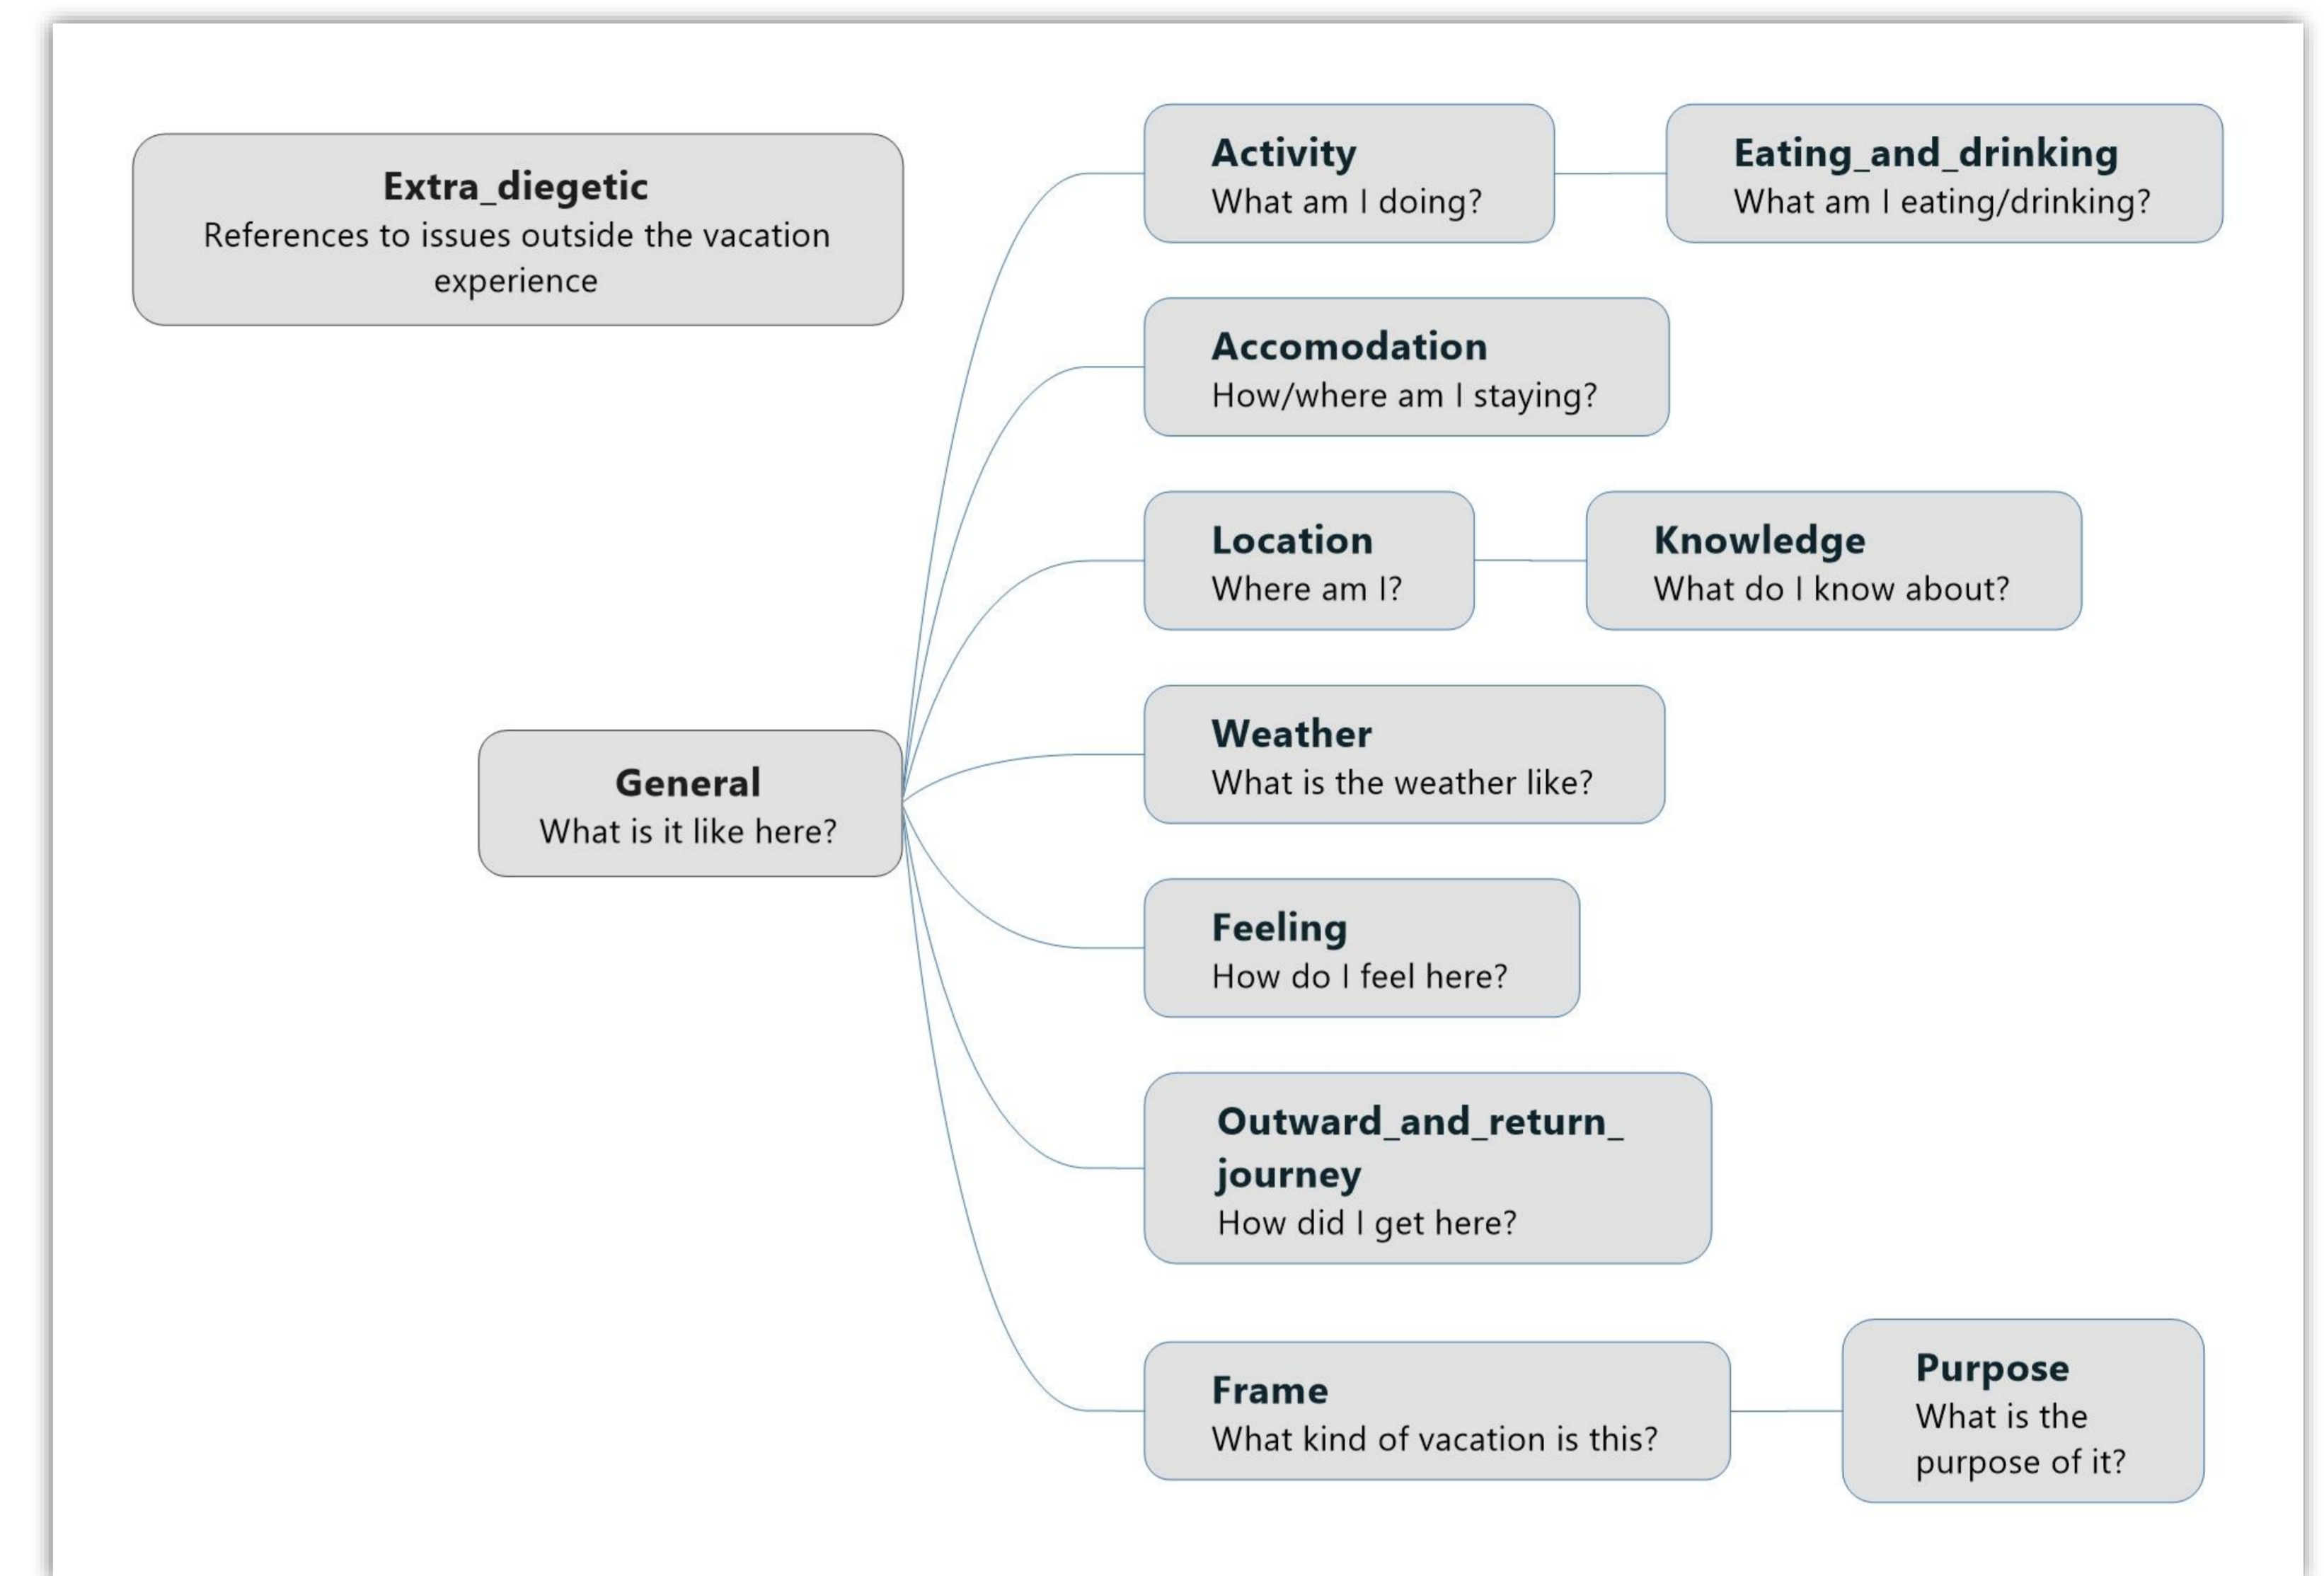 Extra_diegetic
References to issues outside the vacation
experience
General
What is it like here?
Activity
What am I doing?
Eating_and_drinking
What am I eating/drinking?
Accomodation
How/where am I staying?
Location
Where am I?
Knowledge
What do I know about?
Weather
What is the weather like?
Feeling
How do I feel here?
Outward_and_return_
journey
How did I get here?
Frame
What kind of vacation is this?
Purpose
What is the
purpose of it?